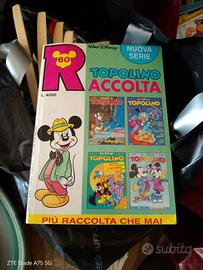 Walt Disney
NUOVA
SERIE
R
'60
L. 4000
TOPOLINO
RACCOLTA
TOPOLINO
TOPOLINO
TOPOLINO
TOPOLINO
PIÙ RACCOLTA CHE MAI
ZTE Blade A75 5G
subito